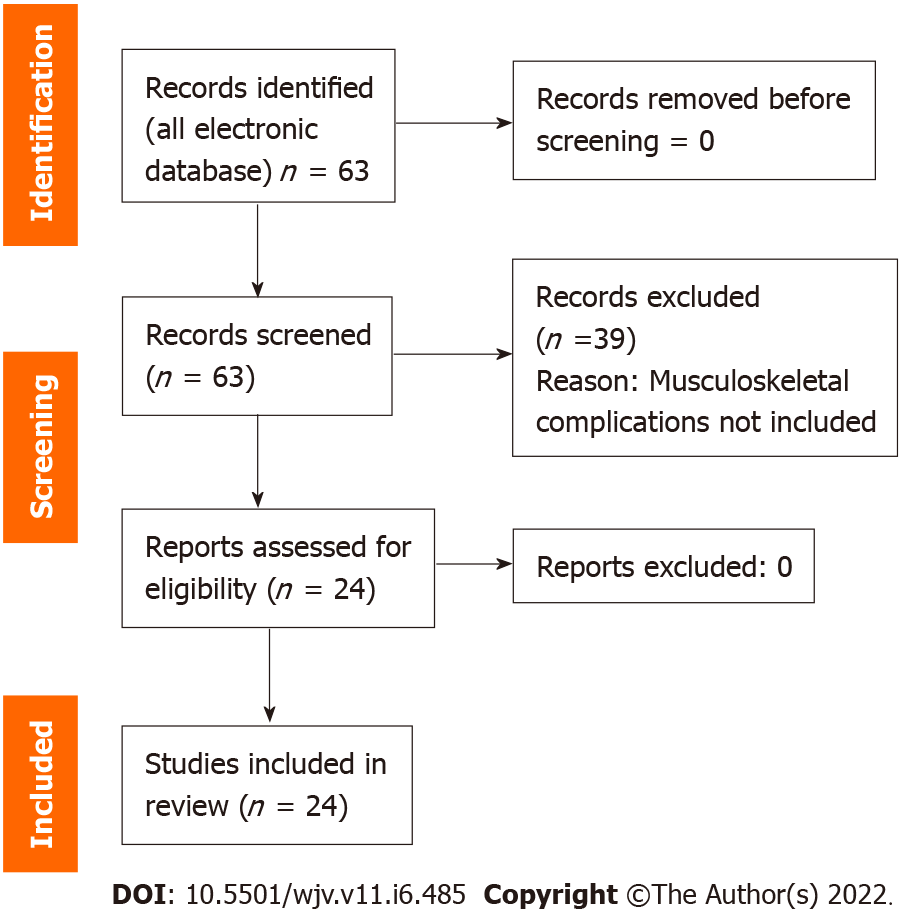 Identification
Records identified
(all electronic
database) n = 63
Records removed before
screening = 0
Screening
Records screened
(n = 63)
Records excluded
(n =39)
Reason: Musculoskeletal
complications not included
Reports assessed for
eligibility (n = 24)
Reports excluded: 0
Included
Studies included in
review (n = 24)
DOI: 10.5501/wjv.v11.i6.485 Copyright ©The Author(s) 2022.